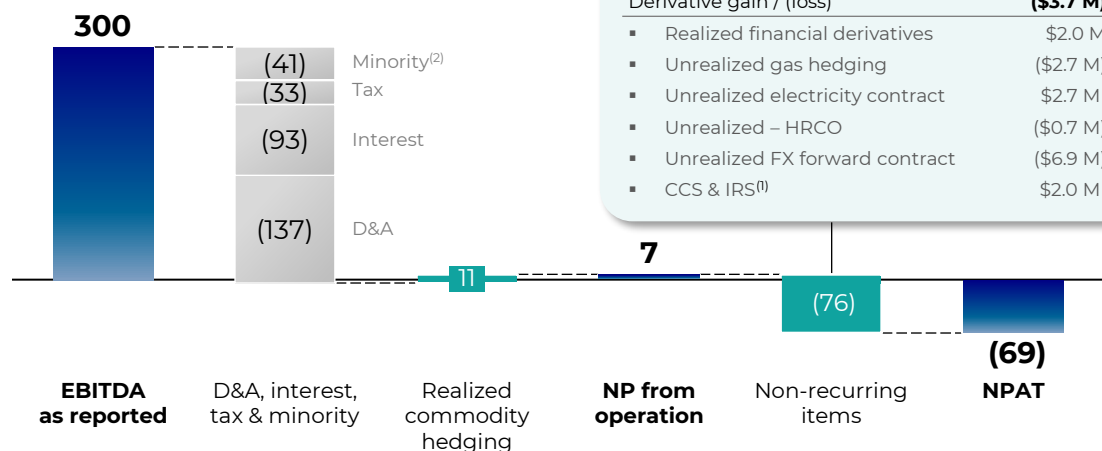 Derivative gain / (loss) ($3.7 M)
▪ Realized financial derivatives $2.0 M
▪ Unrealized gas hedging ($2.7 M)
▪ Unrealized electricity contract $2.7 M
▪ Unrealized – HRCO ($0.7 M)
▪ Unrealized FX forward contract ($6.9 M)
▪ CCS & IRS(1) $2.0 M
300
(41) Minority(2)
(33) Tax
(93) Interest
(137) D&A
11
7
(76)
(69)
EBITDA
as reported
D&A, interest,
tax & minority
Realized
commodity
hedging
NP from
operation
Non-recurring
items
NPAT